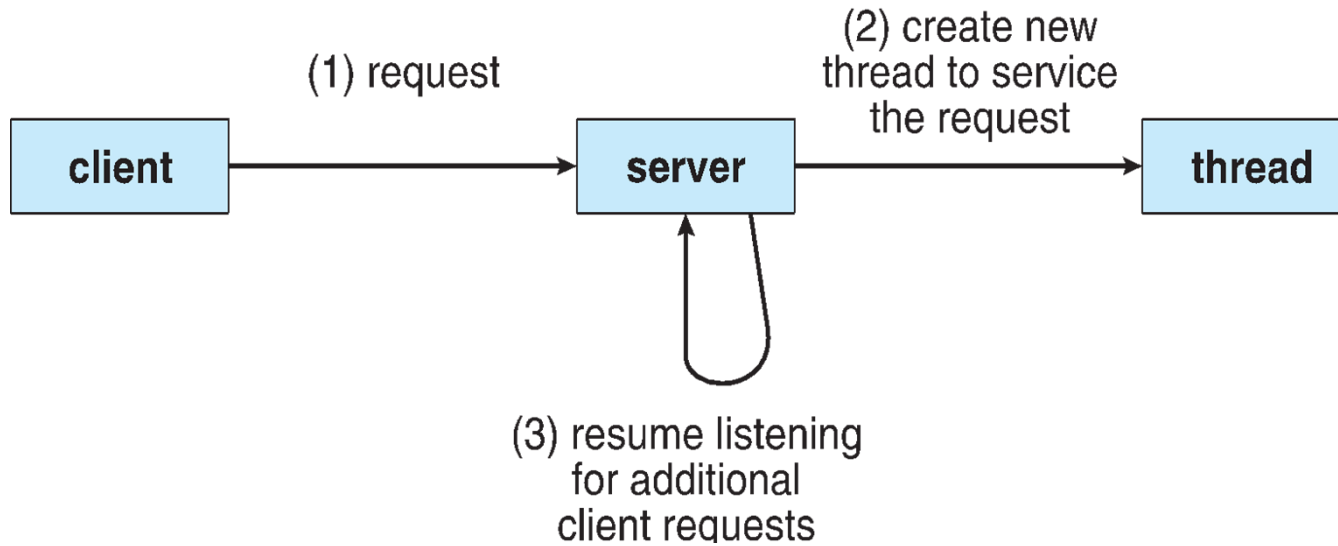 (1) request
(2) create new
thread to service
the request
client
server
thread
(3) resume listening
for additional
client requests